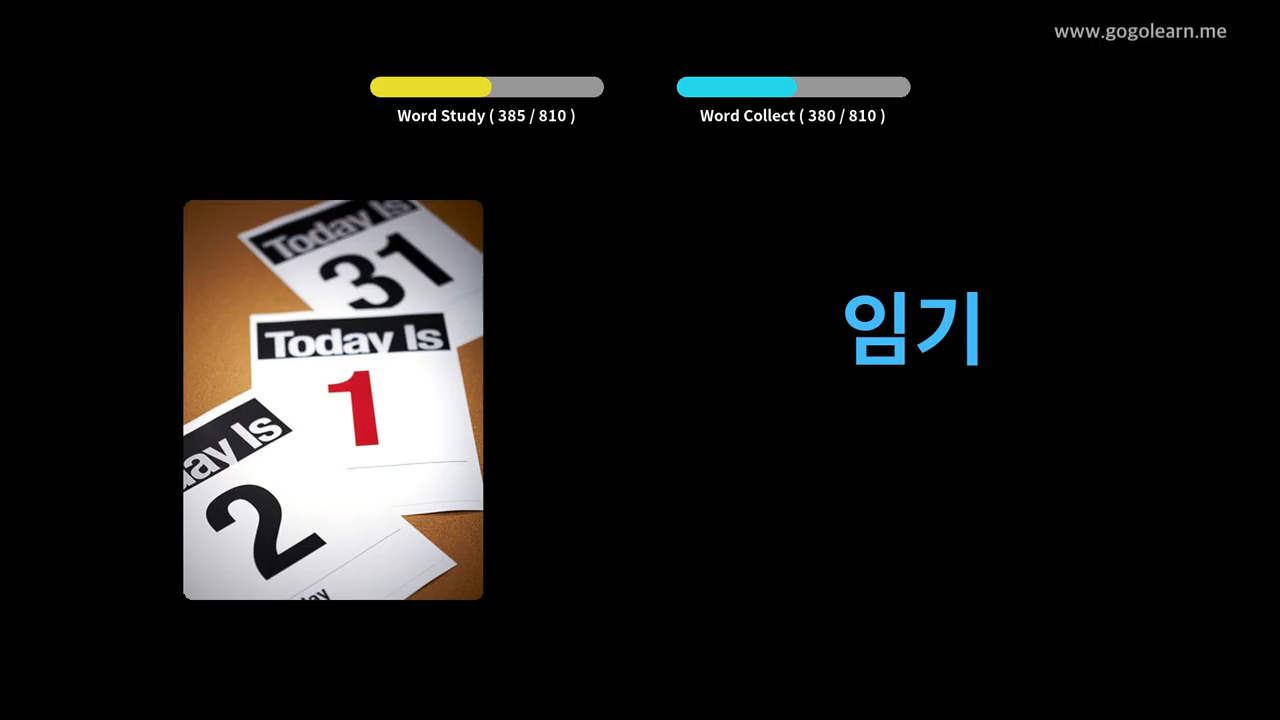 www.gogolearn.me
Word Study ( 385 / 810 )
Word Collect ( 380 / 810 )
Today Is
31
Today Is
1
day Is
2
임기